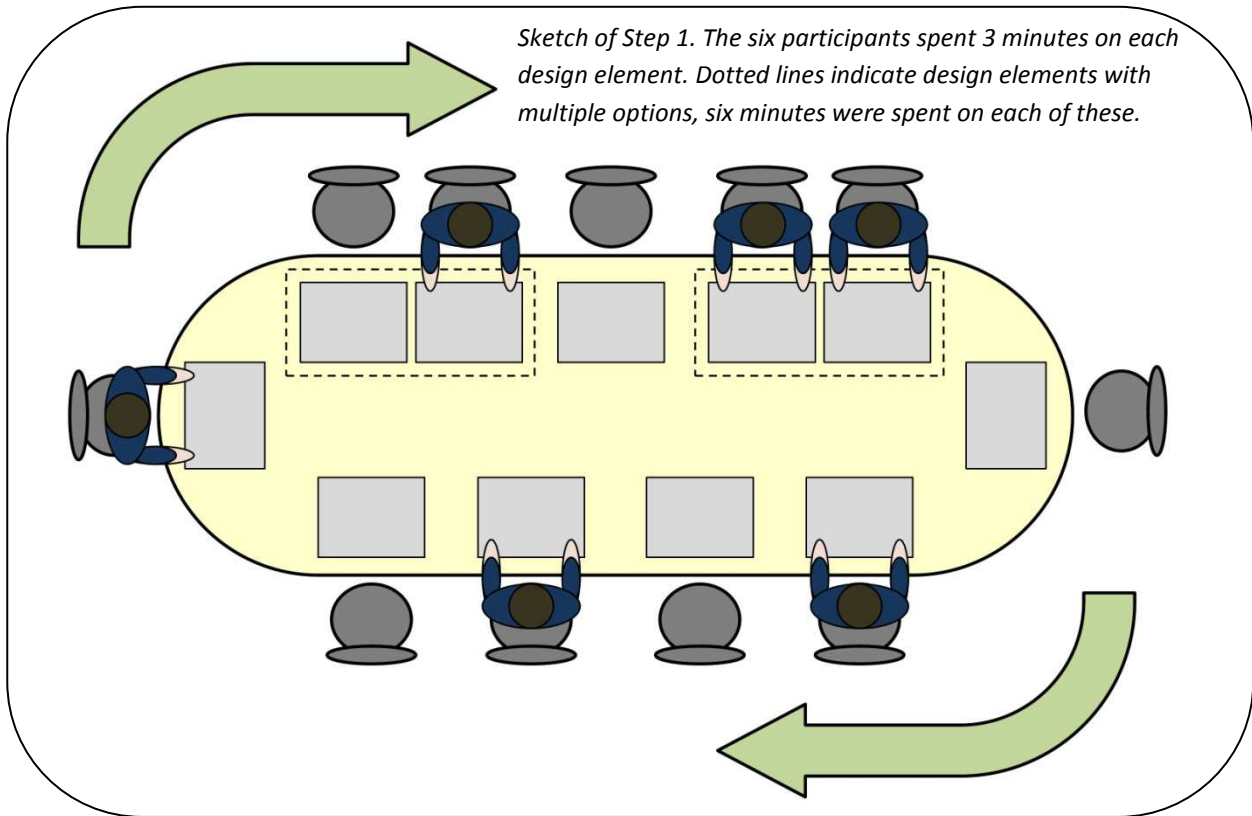 Sketch of Step 1. The six participants spent 3 minutes on each
design element. Dotted lines indicate design elements with
multiple options, six minutes were spent on each of these.